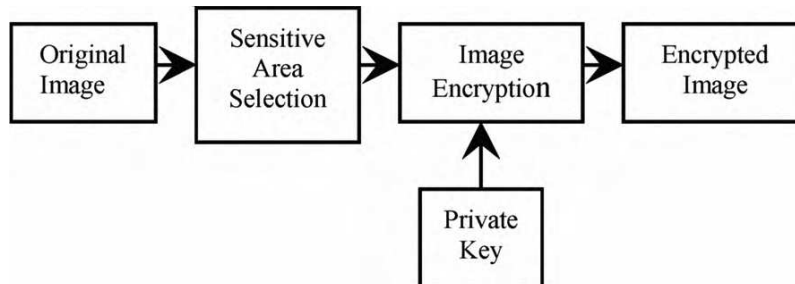 Original
Image
Sensitive
Area
Selection
Image
Encryption
Encrypted
Image
Private
Key